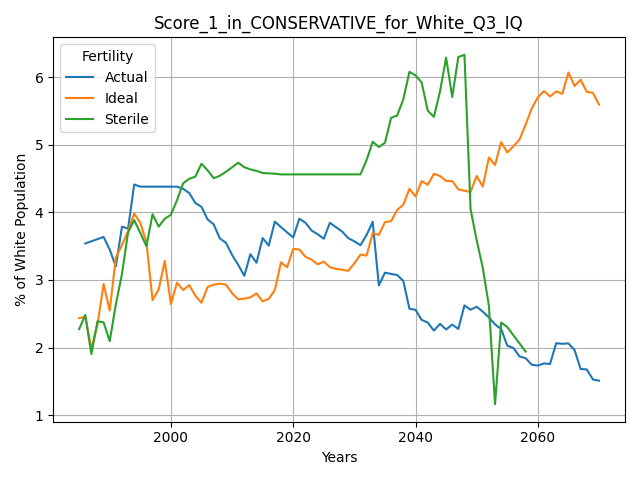 Score_1_in_CONSERVATIVE_for_White_Q3_IQ
Fertility
Actual
Ideal
Sterile
% of White Population
6
5
4
3
2
1
2000
2020
2040
2060
Years